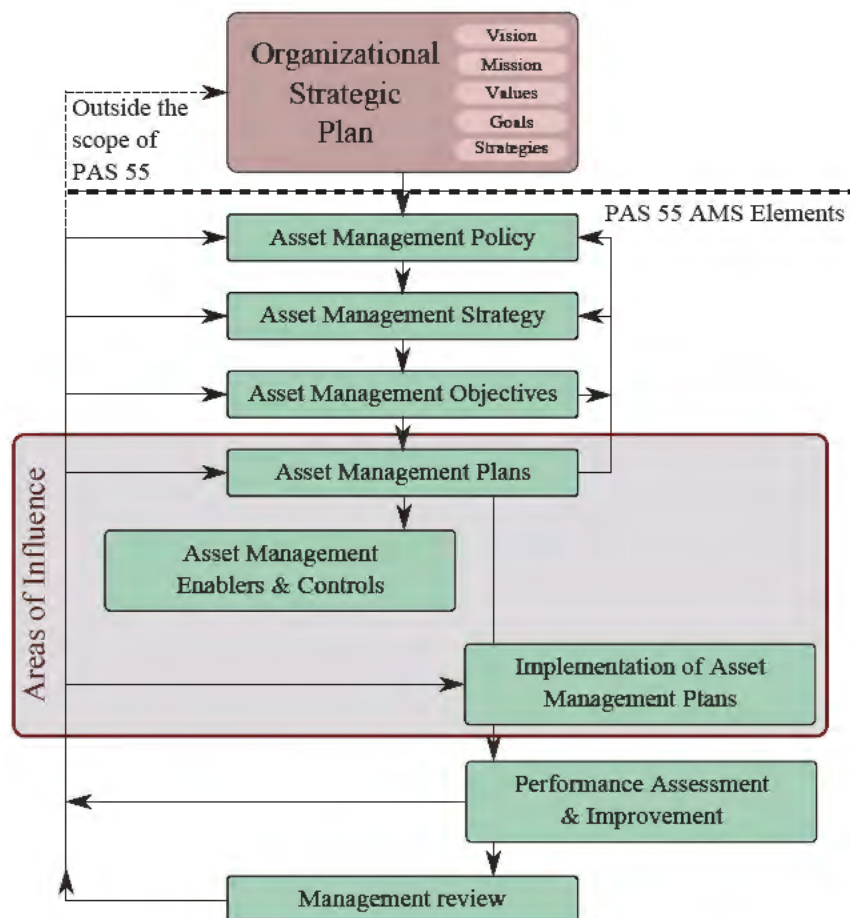 Organizational
Strategic
Plan
Vision
Mission
Values
Goals
Strategies
Outside the
scope of
PAS 55
PAS 55 AMS Elements
Asset Management Policy
Asset Management Strategy
Asset Management Objectives
Areas of Influence
Asset Management Plans
Asset Management
Enablers & Controls
Implementation of Asset
Management Plans
Performance Assessment
& Improvement
Management review